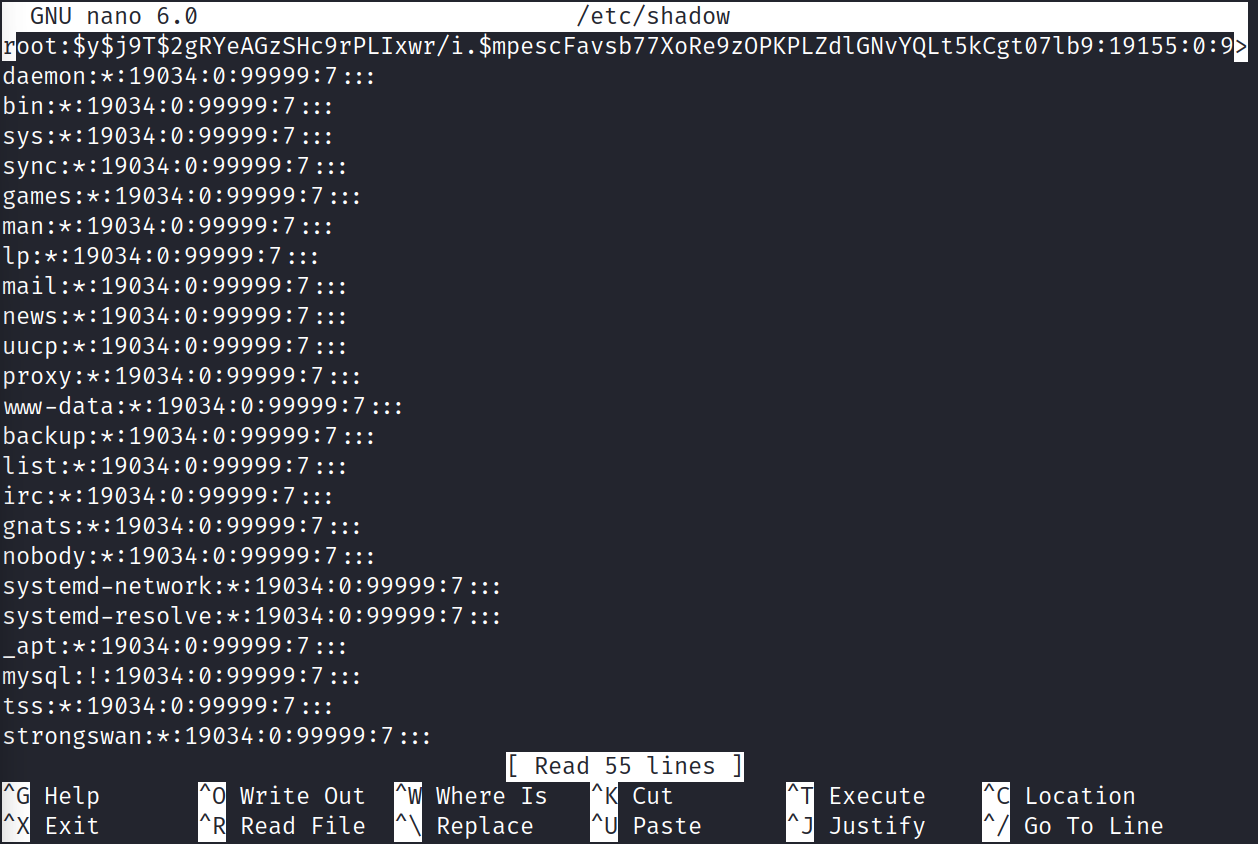 GNU nano 6.0 /etc/shadow
root:$y$j9T$2gRYeAGzSHc9rPLIxwr/i.$mpescFavsb77XoRe9zOPKPLZdlGNvYQLt5kCgt07lb9:19155:0:9>
daemon:*:19034:0:99999:7:::
bin:*:19034:0:99999:7:::
sys:*:19034:0:99999:7:::
sync:*:19034:0:99999:7:::
games:*:19034:0:99999:7:::
man:*:19034:0:99999:7:::
lp:*:19034:0:99999:7:::
mail:*:19034:0:99999:7:::
news:*:19034:0:99999:7:::
uucp:*:19034:0:99999:7:::
proxy:*:19034:0:99999:7:::
www-data:*:19034:0:99999:7:::
backup:*:19034:0:99999:7:::
list:*:19034:0:99999:7:::
irc:*:19034:0:99999:7:::
gnats:*:19034:0:99999:7:::
nobody:*:19034:0:99999:7:::
systemd-network:*:19034:0:99999:7:::
systemd-resolve:*:19034:0:99999:7:::
_apt:*:19034:0:99999:7:::
mysql:!:19034:0:99999:7:::
tss:*:19034:0:99999:7:::
strongswan:*:19034:0:99999:7:::
[ Read 55 lines ]
^G Help ^O Write Out ^W Where Is ^K Cut ^T Execute ^C Location
^X Exit ^R Read File ^\ Replace ^U Paste ^J Justify ^/ Go To Line